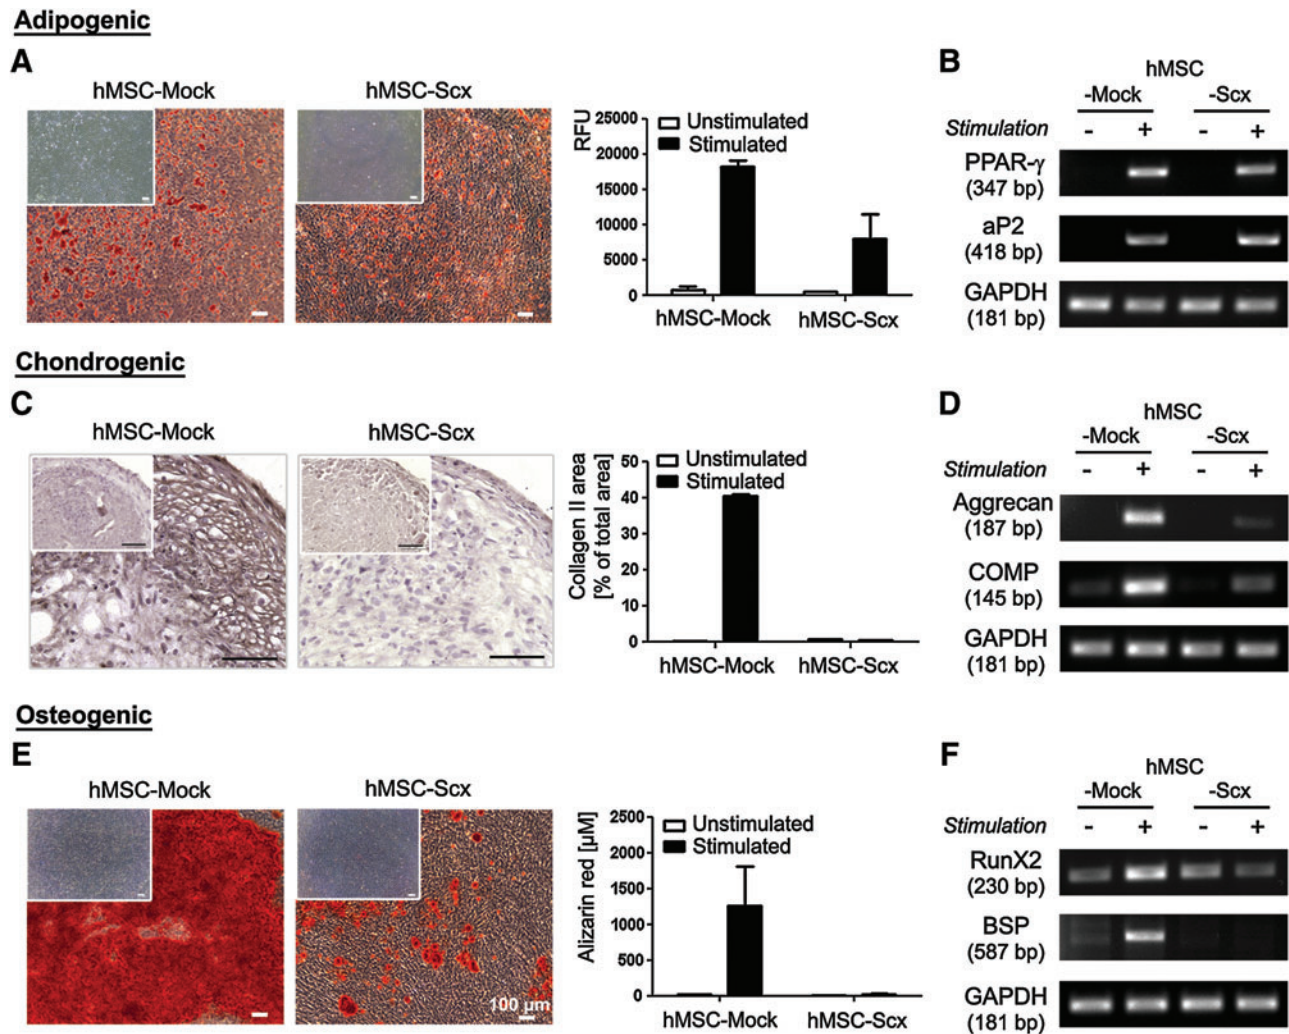 Adipogenic
A
B
hMSC-Mock
hMSC-Scx
RFU
25000
20000
15000
10000
5000
0
Unstimulated
Stimulated
hMSC-Mock
hMSC-Scx
hMSC
-Mock
-Scx
Stimulation
- + - +
PPAR-γ
(347 bp)
aP2
(418 bp)
GAPDH
(181 bp)
Chondrogenic
C
D
hMSC-Mock
hMSC-Scx
Collagen II area
[% of total area]
50
40
30
20
10
0
Unstimulated
Stimulated
hMSC-Mock
hMSC-Scx
hMSC
-Mock
-Scx
Stimulation
- + - +
Aggrecan
(187 bp)
COMP
(145 bp)
GAPDH
(181 bp)
Osteogenic
E
F
hMSC-Mock
hMSC-Scx
100 µm
Alizarin red [µM]
2500
2000
1500
1000
500
0
Unstimulated
Stimulated
hMSC-Mock
hMSC-Scx
hMSC
-Mock
-Scx
Stimulation
- + - +
RunX2
(230 bp)
BSP
(587 bp)
GAPDH
(181 bp)